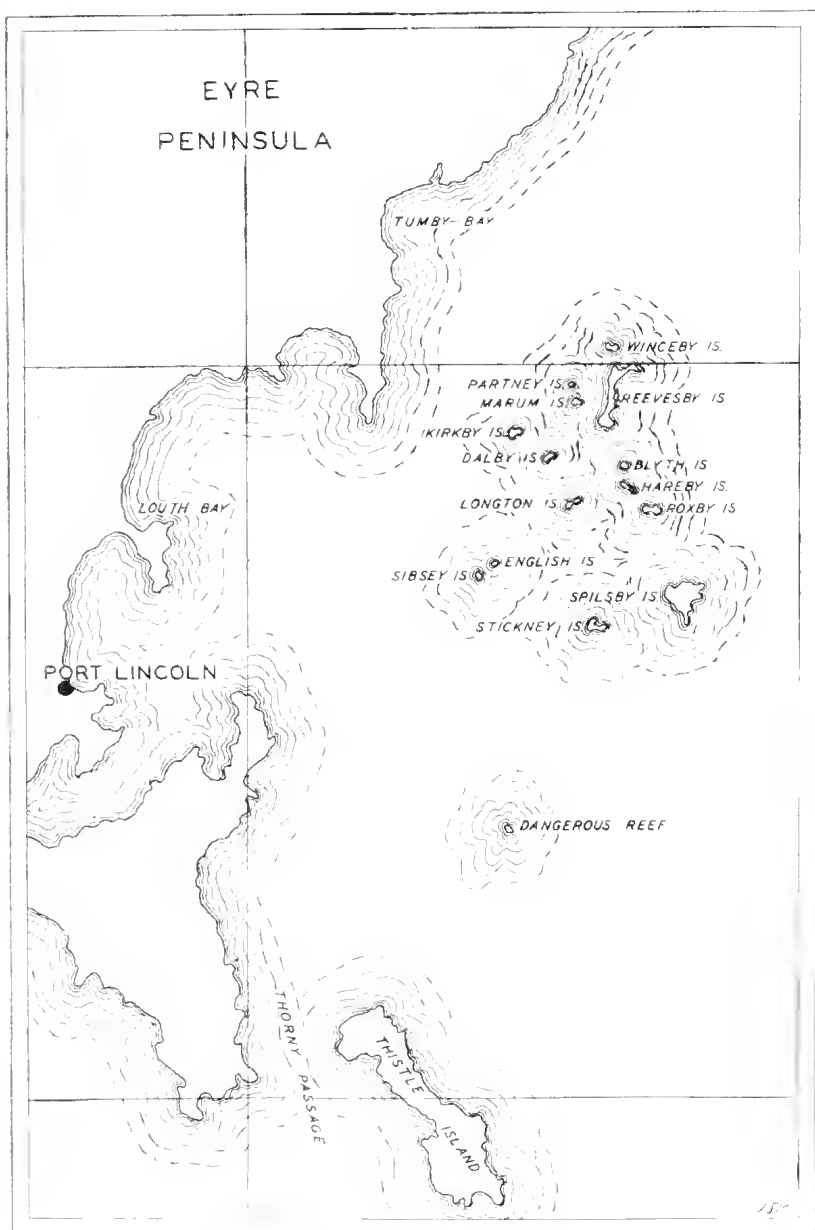 EYRE
PENINSULA
TUMBY BAY
WINCEBY IS.
PARTNEY IS.
MARUM IS.
REEVESBY IS.
KIRKBY IS.
DALBY IS.
BLYTH IS
HAREBY IS.
LONGTON IS.
ROXBY IS
LOUTH BAY
ENGLISH IS
SIBSEY IS.
SPILSBY IS.
STICKNEY IS.
PORT LINCOLN
DANGEROUS REEF
THORNY PASSAGE
THISTLE
ISLAND